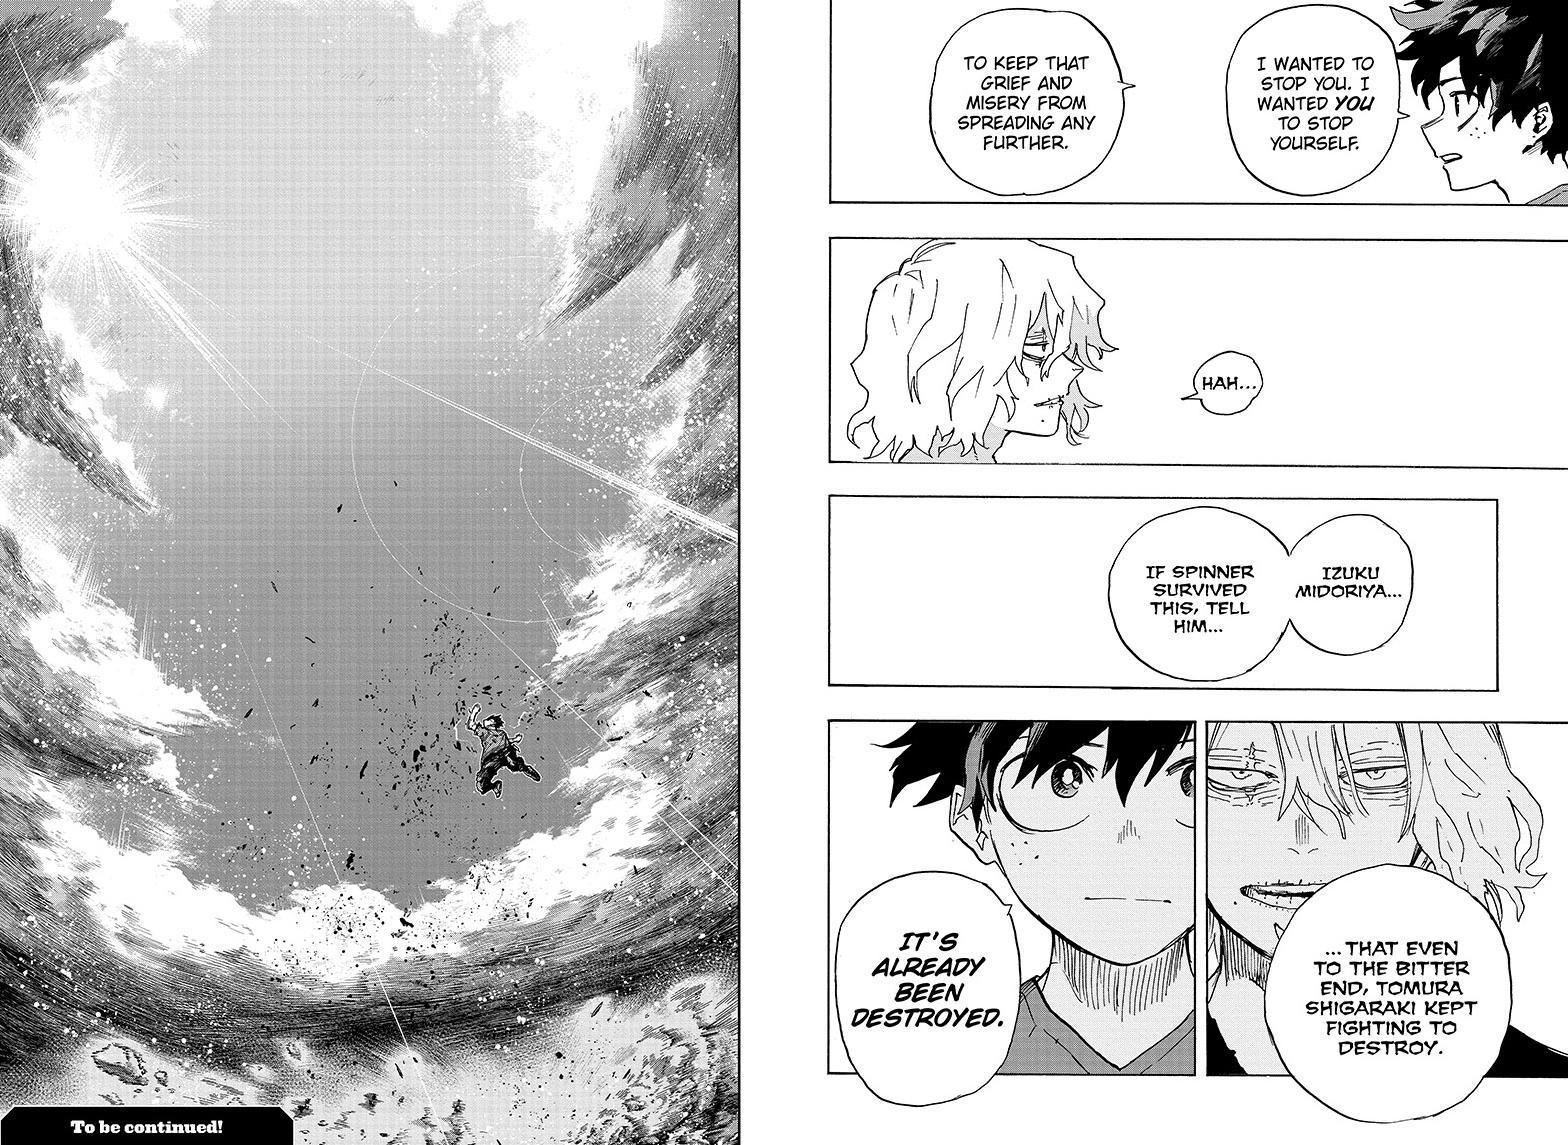 I WANTED TO
STOP YOU. I
WANTED YOU
TO STOP
YOURSELF.
TO KEEP THAT
GRIEF AND
MISERY FROM
SPREADING ANY
FURTHER.
HAH...
IZUKU
MIDORIYA...
IF SPINNER
SURVIVED
THIS, TELL
HIM...
...THAT EVEN
TO THE BITTER
END, TOMURA
SHIGARAKI KEPT
FIGHTING TO
DESTROY.
IT'S
ALREADY
BEEN
DESTROYED.
To be continued!